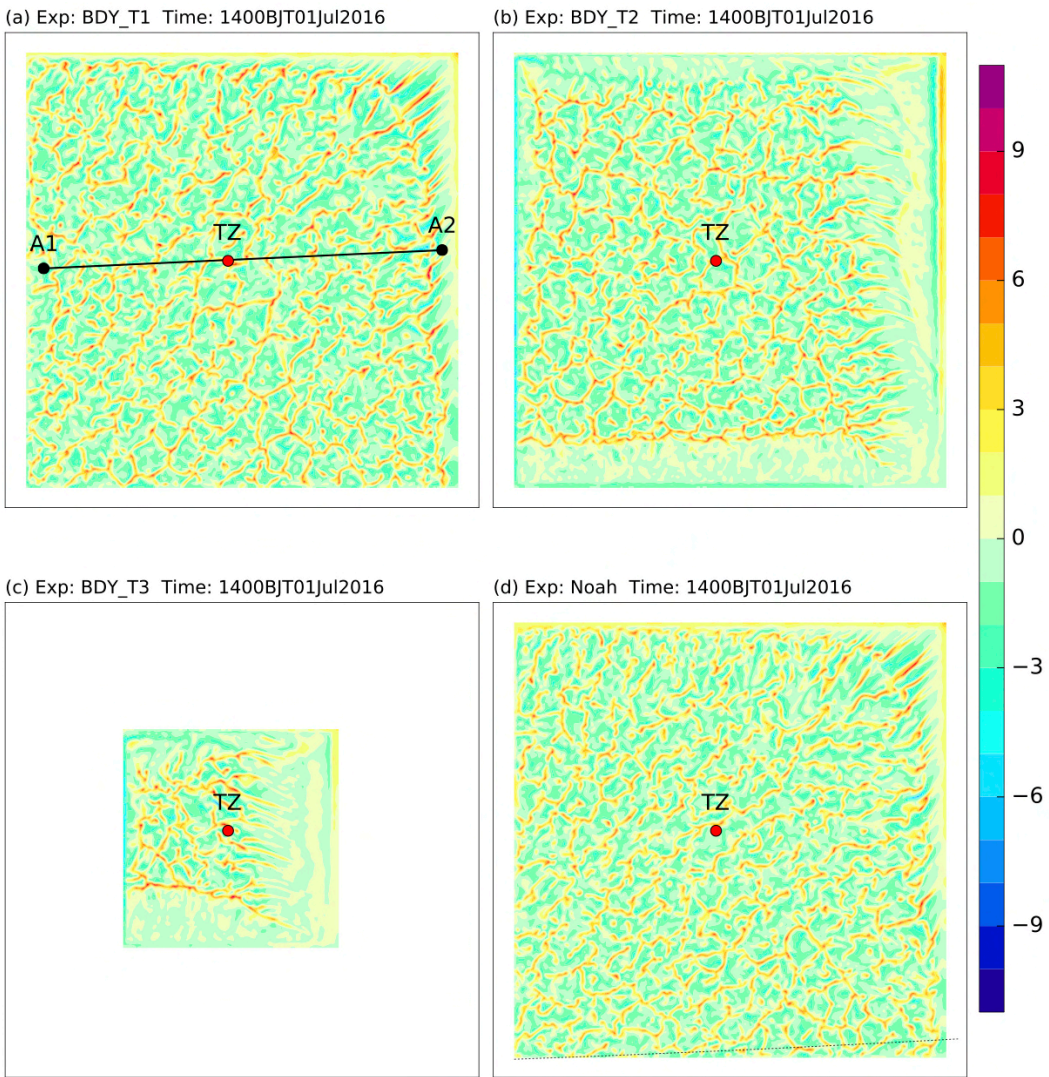 (a) Exp: BDY_T1 Time: 1400BJT01Jul2016
(b) Exp: BDY_T2 Time: 1400BJT01Jul2016
A1
TZ
A2
TZ
9
6
3
0
−3
−6
−9
(c) Exp: BDY_T3 Time: 1400BJT01Jul2016
(d) Exp: Noah Time: 1400BJT01Jul2016
TZ
TZ